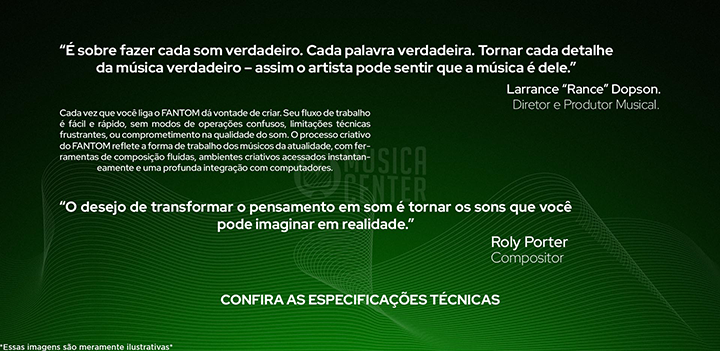 “É sobre fazer cada som verdadeiro. Cada palavra verdadeira. Tornar cada detalhe
da música verdadeiro – assim o artista pode sentir que a música é dele.”
Larrance “Rance” Dopson.
Diretor e Produtor Musical.
Cada vez que você liga o FANTOM dá vontade de criar. Seu fluxo de trabalho
é fácil e rápido, sem modos de operações confusos, limitações técnicas
frustrantes, ou comprometimento na qualidade do som. O processo criativo
do FANTOM reflete a forma de trabalho dos músicos da atualidade, com fer-
ramentas de composição fluídas, ambientes criativos acessados instantan-
eamente e uma profunda integração com computadores.
MÚSICA
CENTER
“O desejo de transformar o pensamento em som é tornar os sons que você
pode imaginar em realidade.”
Roly Porter
Compositor
CONFIRA AS ESPECIFICAÇÕES TÉCNICAS
*Essas imagens são meramente ilustrativas*